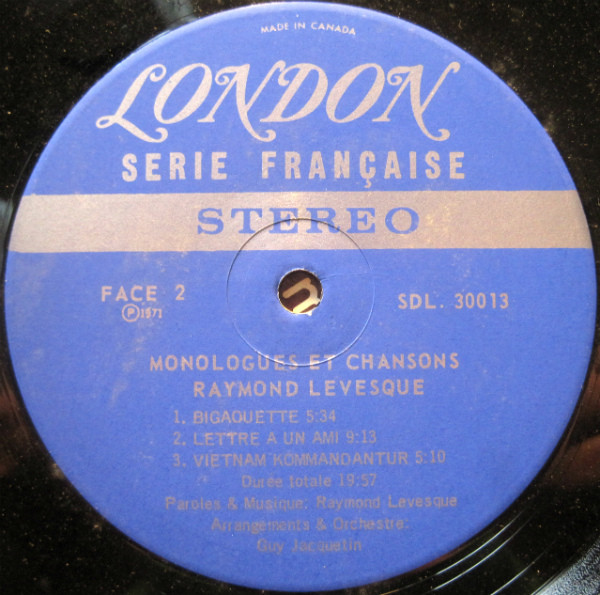 MADE IN CANADA
LONDON
SERIE FRANÇAISE
STEREO
FACE 2
Ⓟ1971
SDL. 30013
MONOLOGUES ET CHANSONS
RAYMOND LEVESQUE
1. BIGAOUETTE 5:34
2. LETTRE A UN AMI 9:13
3. VIETNAM KOMMANDANTUR 5:10
Durée totale 19:57
Paroles & Musique: Raymond Levesque
Arrangements & Orchestre:
Guy Jacquetin